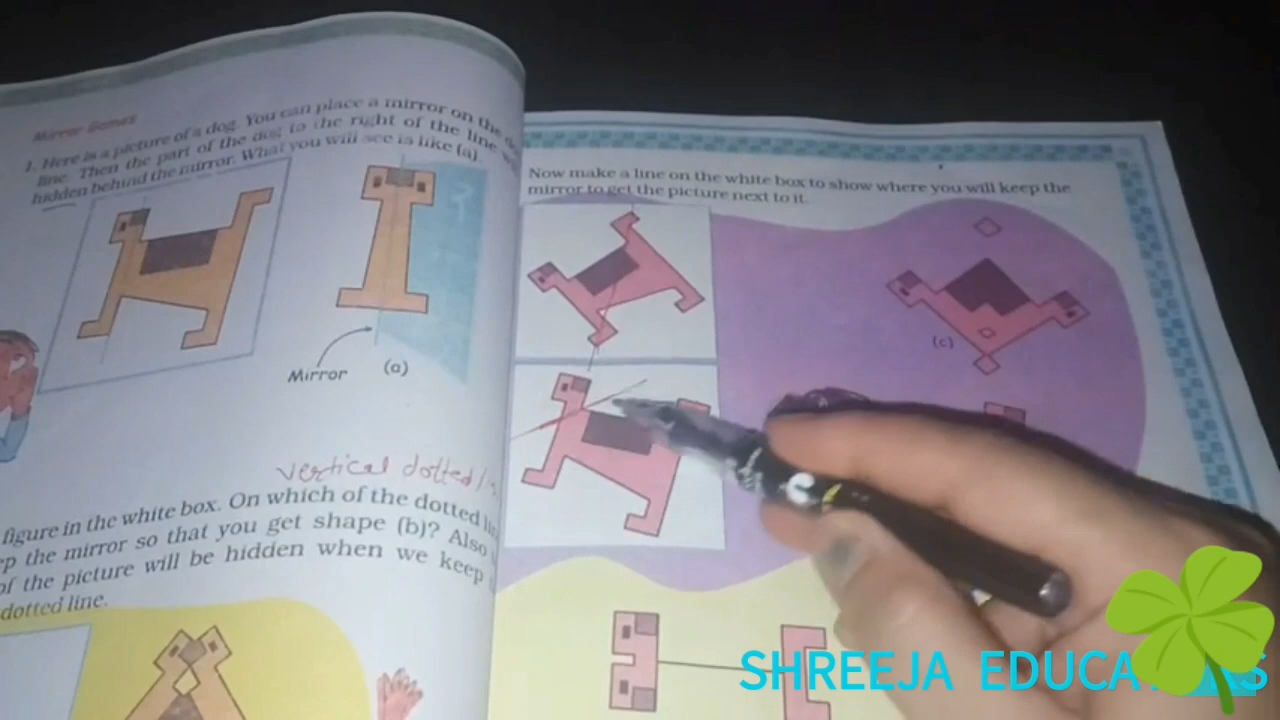 Mirror Games
1. Here is a picture of a dog. You can place a mirror on the
line. Then the part of the dog to the right of the line
hidden behind the mirror. What you will see is like (a).
Mirror
(a)
vertical dotted
figure in the white box. On which of the dotted
the mirror so that you get shape (b)? Also
of the picture will be hidden when we keep
dotted line.
Now make a line on the white box to show where you will keep the
mirror to get the picture next to it.
(c)
SHREEJA EDUCA